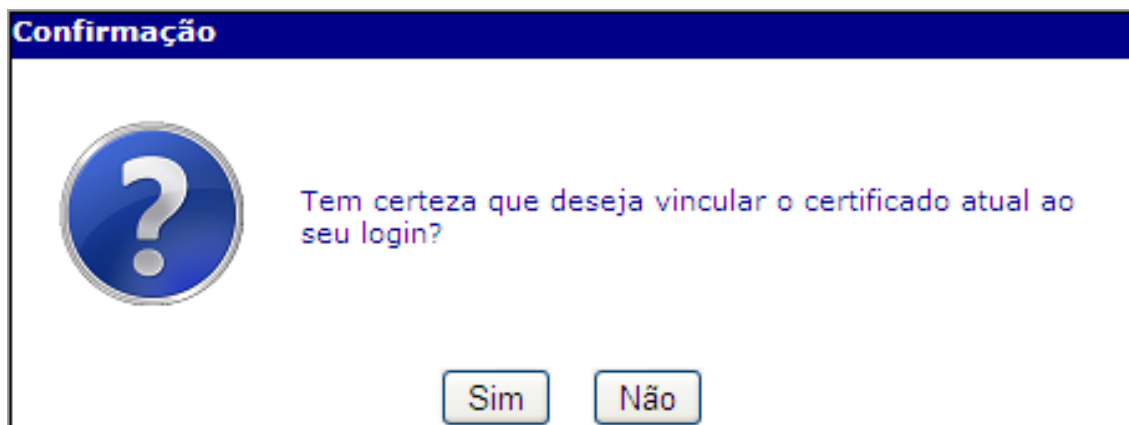 Confirmação
Tem certeza que deseja vincular o certificado atual ao
seu login?
Sim Não